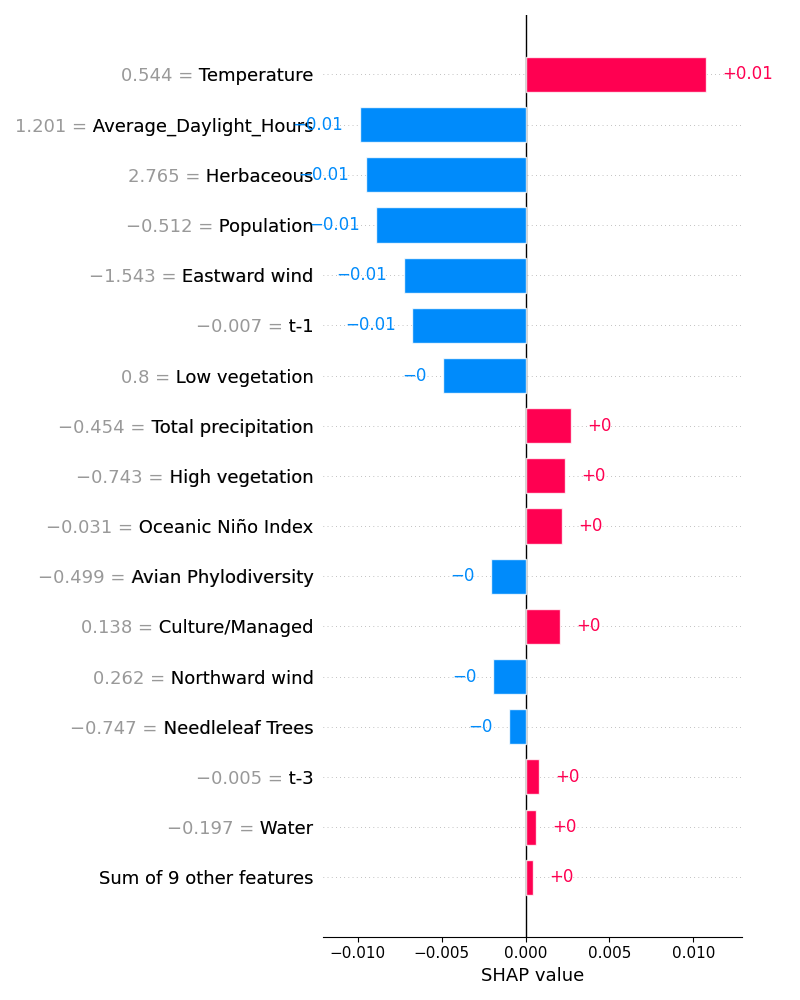 0.544 = Temperature +0.01
1.201 = Average_Daylight_Hours −0.01
2.765 = Herbaceous −0.01
−0.512 = Population −0.01
−1.543 = Eastward wind −0.01
−0.007 = t-1 −0.01
0.8 = Low vegetation −0
−0.454 = Total precipitation +0
−0.743 = High vegetation +0
−0.031 = Oceanic Niño Index +0
−0.499 = Avian Phylodiversity −0
0.138 = Culture/Managed +0
0.262 = Northward wind −0
−0.747 = Needleleaf Trees −0
−0.005 = t-3 +0
−0.197 = Water +0
Sum of 9 other features +0
−0.010 −0.005 0.000 0.005 0.010
SHAP value